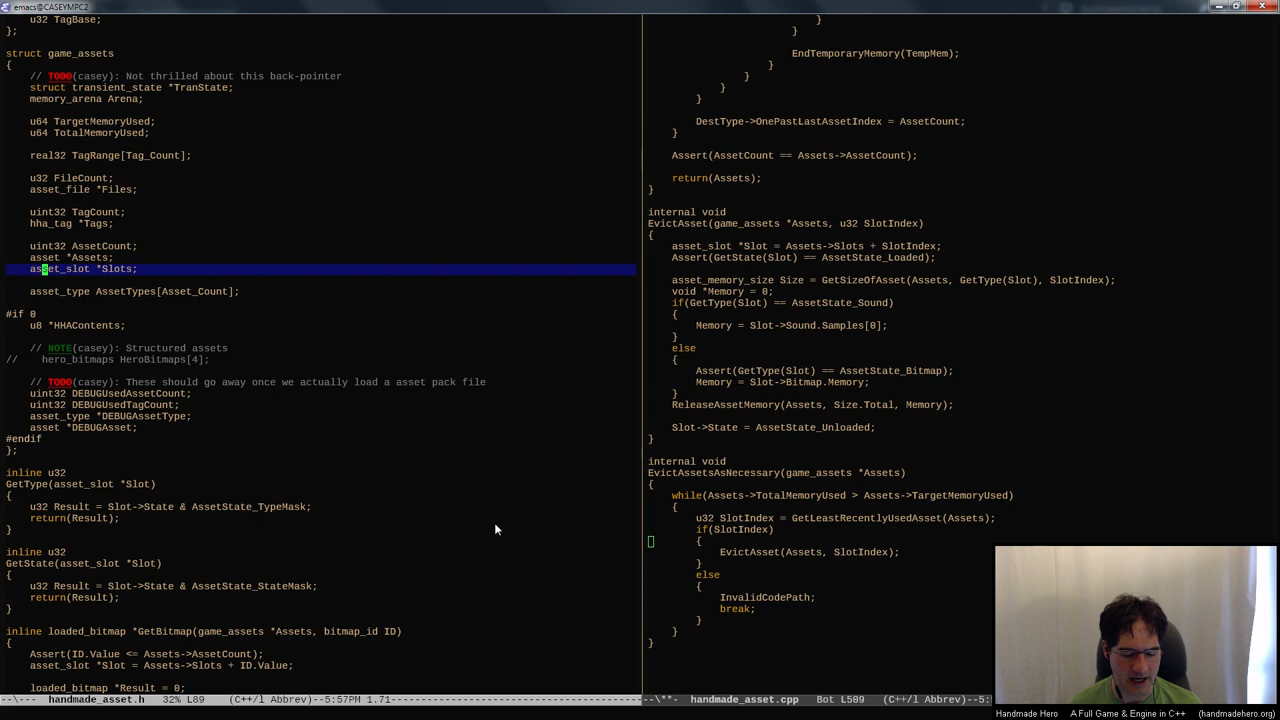 emacs@CASEYMPC2
    u32 TagBase;
};
struct game_assets
{
    // TODO(casey): Not thrilled about this back-pointer
    struct transient_state *TranState;
    memory_arena Arena;
    u64 TargetMemoryUsed;
    u64 TotalMemoryUsed;
    real32 TagRange[Tag_Count];
    u32 FileCount;
    asset_file *Files;
    uint32 TagCount;
    hha_tag *Tags;
    uint32 AssetCount;
    asset *Assets;
    asset_slot *Slots;
    asset_type AssetTypes[Asset_Count];
#if 0
    u8 *HHAContents;
    // NOTE(casey): Structured assets
//    hero_bitmaps HeroBitmaps[4];
    // TODO(casey): These should go away once we actually load a asset pack file
    uint32 DEBUGUsedAssetCount;
    uint32 DEBUGUsedTagCount;
    asset_type *DEBUGAssetType;
    asset *DEBUGAsset;
#endif
};
inline u32
GetType(asset_slot *Slot)
{
    u32 Result = Slot->State & AssetState_TypeMask;
    return(Result);
}
inline u32
GetState(asset_slot *Slot)
{
    u32 Result = Slot->State & AssetState_StateMask;
    return(Result);
}
inline loaded_bitmap *GetBitmap(game_assets *Assets, bitmap_id ID)
{
    Assert(ID.Value <= Assets->AssetCount);
    asset_slot *Slot = Assets->Slots + ID.Value;
    loaded_bitmap *Result = 0;
--\---  handmade_asset.h   32% L89    (C++/l Abbrev)--5:57PM 1.71
                        }
                    }
                    EndTemporaryMemory(TempMem);
                }
            }
        }
    }
        DestType->OnePastLastAssetIndex = AssetCount;
    }
    Assert(AssetCount == Assets->AssetCount);
    return(Assets);
}
internal void
EvictAsset(game_assets *Assets, u32 SlotIndex)
{
    asset_slot *Slot = Assets->Slots + SlotIndex;
    Assert(GetState(Slot) == AssetState_Loaded);
    asset_memory_size Size = GetSizeOfAsset(Assets, GetType(Slot), SlotIndex);
    void *Memory = 0;
    if(GetType(Slot) == AssetState_Sound)
    {
        Memory = Slot->Sound.Samples[0];
    }
    else
    {
        Assert(GetType(Slot) == AssetState_Bitmap);
        Memory = Slot->Bitmap.Memory;
    }
    ReleaseAssetMemory(Assets, Size.Total, Memory);
    Slot->State = AssetState_Unloaded;
}
internal void
EvictAssetsAsNecessary(game_assets *Assets)
{
    while(Assets->TotalMemoryUsed > Assets->TargetMemoryUsed)
    {
        u32 SlotIndex = GetLeastRecentlyUsedAsset(Assets);
        if(SlotIndex)
        {
            EvictAsset(Assets, SlotIndex);
        }
        else
        {
            InvalidCodePath;
            break;
        }
    }
}
--\**-  handmade_asset.cpp   Bot L509   (C++/l Abbrev)--5:5
Handmade Hero    A Full Game & Engine in C++    (handmadehero.org)